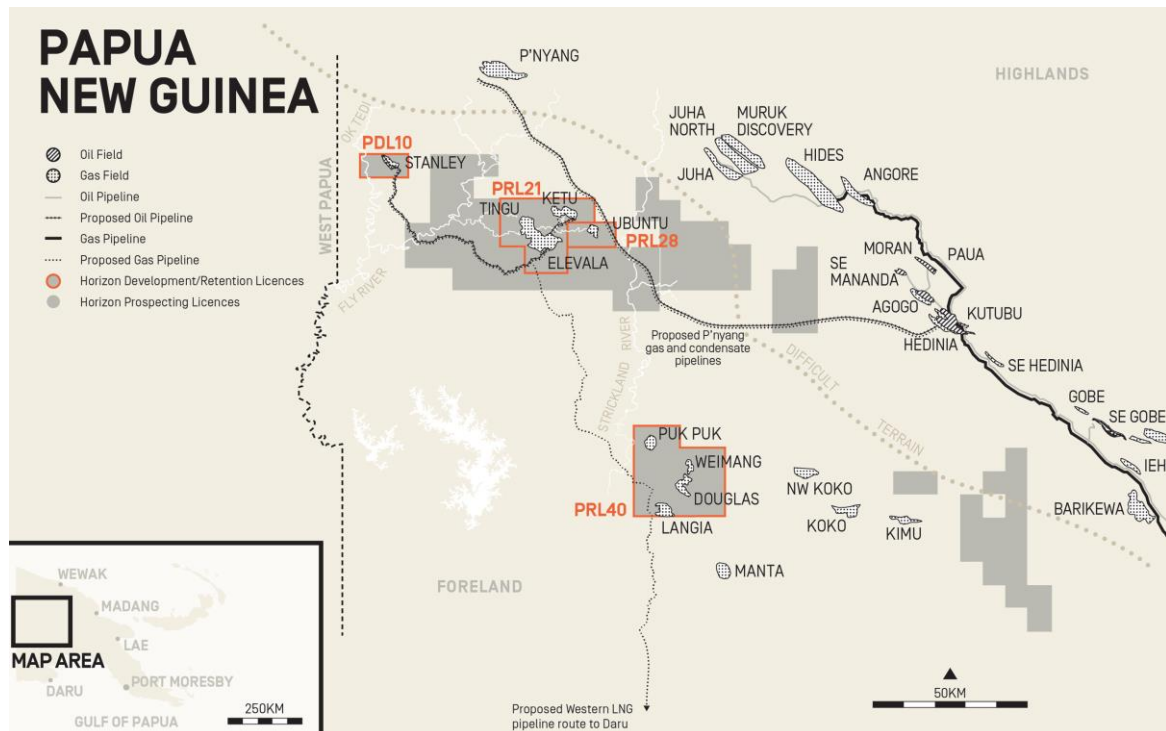 PAPUA
NEW GUINEA
Oil Field
Gas Field
Oil Pipeline
Proposed Oil Pipeline
Gas Pipeline
Proposed Gas Pipeline
Horizon Development/Retention Licences
Horizon Prospecting Licences
P'NYANG
HIGHLANDS
OK TEDI
PDL10
STANLEY
WEST PAPUA
FLY RIVER
PRL21
KETU
TINGU
UBUNTU
PRL28
ELEVALA
JUHA
NORTH
MURUK
DISCOVERY
JUHA
HIDES
ANGORE
MORAN
PAUA
SE
MANANDA
AGOGO
KUTUBU
HEDINIA
SE HEDINIA
GOBE
SE GOBE
IEH
BARIKEWA
Proposed P'nyang
gas and condensate
pipelines
STRICKLAND RIVER
DIFFICULT
TERRAIN
PUK PUK
WEIMANG
DOUGLAS
PRL40
LANGIA
NW KOKO
KOKO
KIMU
MANTA
FORELAND
Proposed Western LNG
pipeline route to Daru
50KM
WEWAK
MADANG
LAE
MAP AREA
PORT MORESBY
DARU
GULF OF PAPUA
250KM